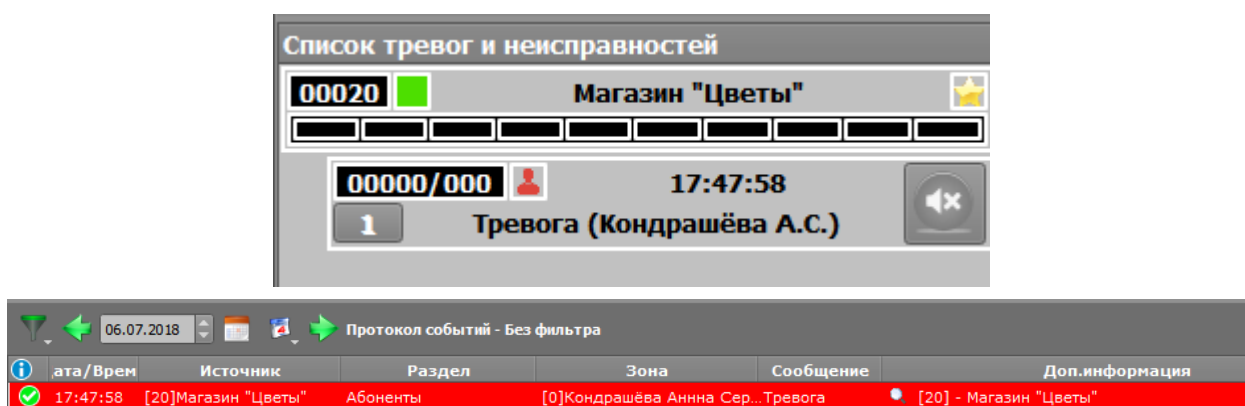 Список тревог и неисправностей
00020 Магазин "Цветы"
00000/000 17:47:58
1 Тревога (Кондрашёва А.С.)
06.07.2018 Протокол событий - Без фильтра
ата/Врем Источник Раздел Зона Сообщение Доп.информация
17:47:58 [20]Магазин "Цветы" Абоненты [0]Кондрашёва Аннна Сер...Тревога [20] - Магазин "Цветы"